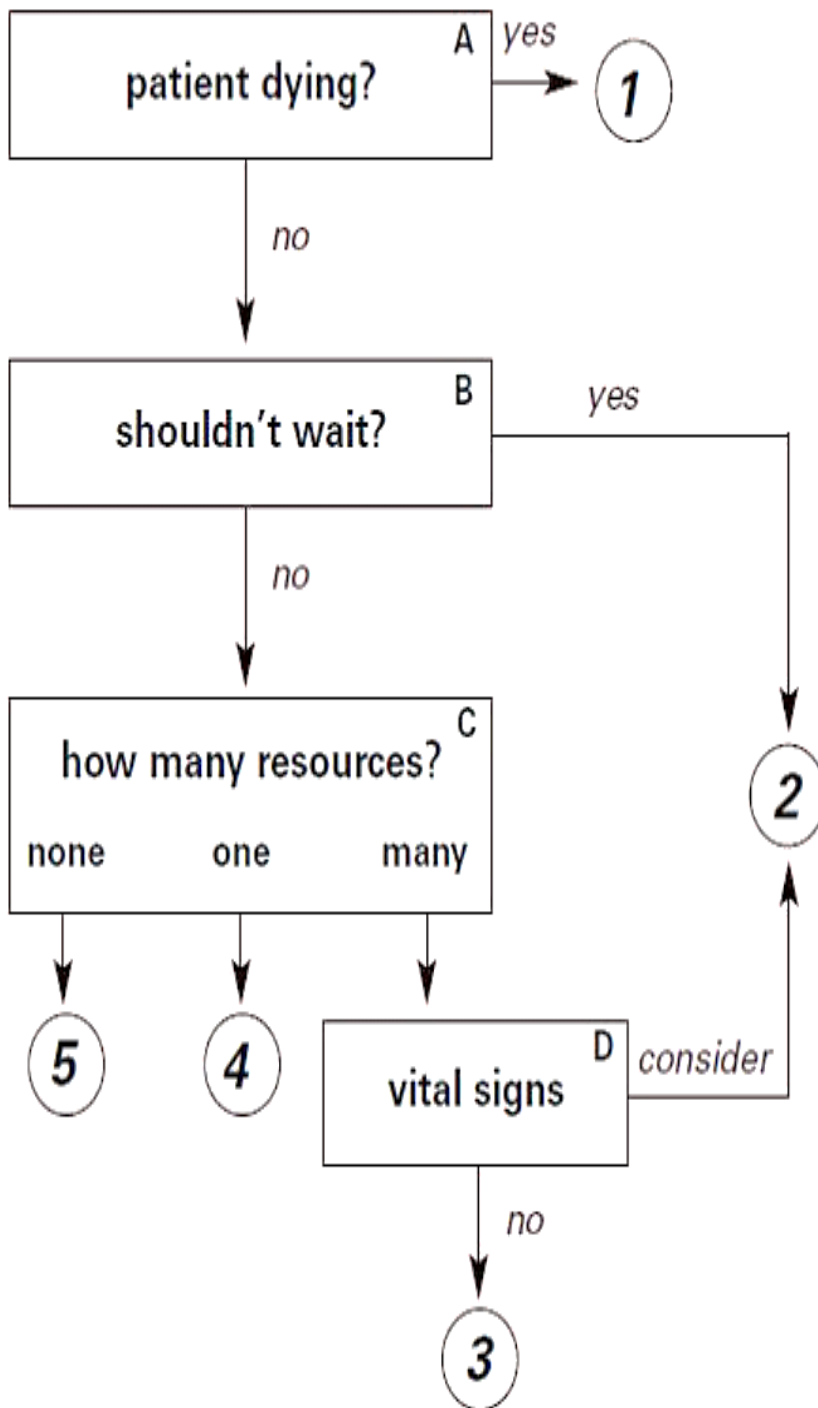 A
yes
patient dying?
1
no
B
yes
shouldn't wait?
no
C
how many resources?
2
none one many
5
4
D
consider
vital signs
no
3